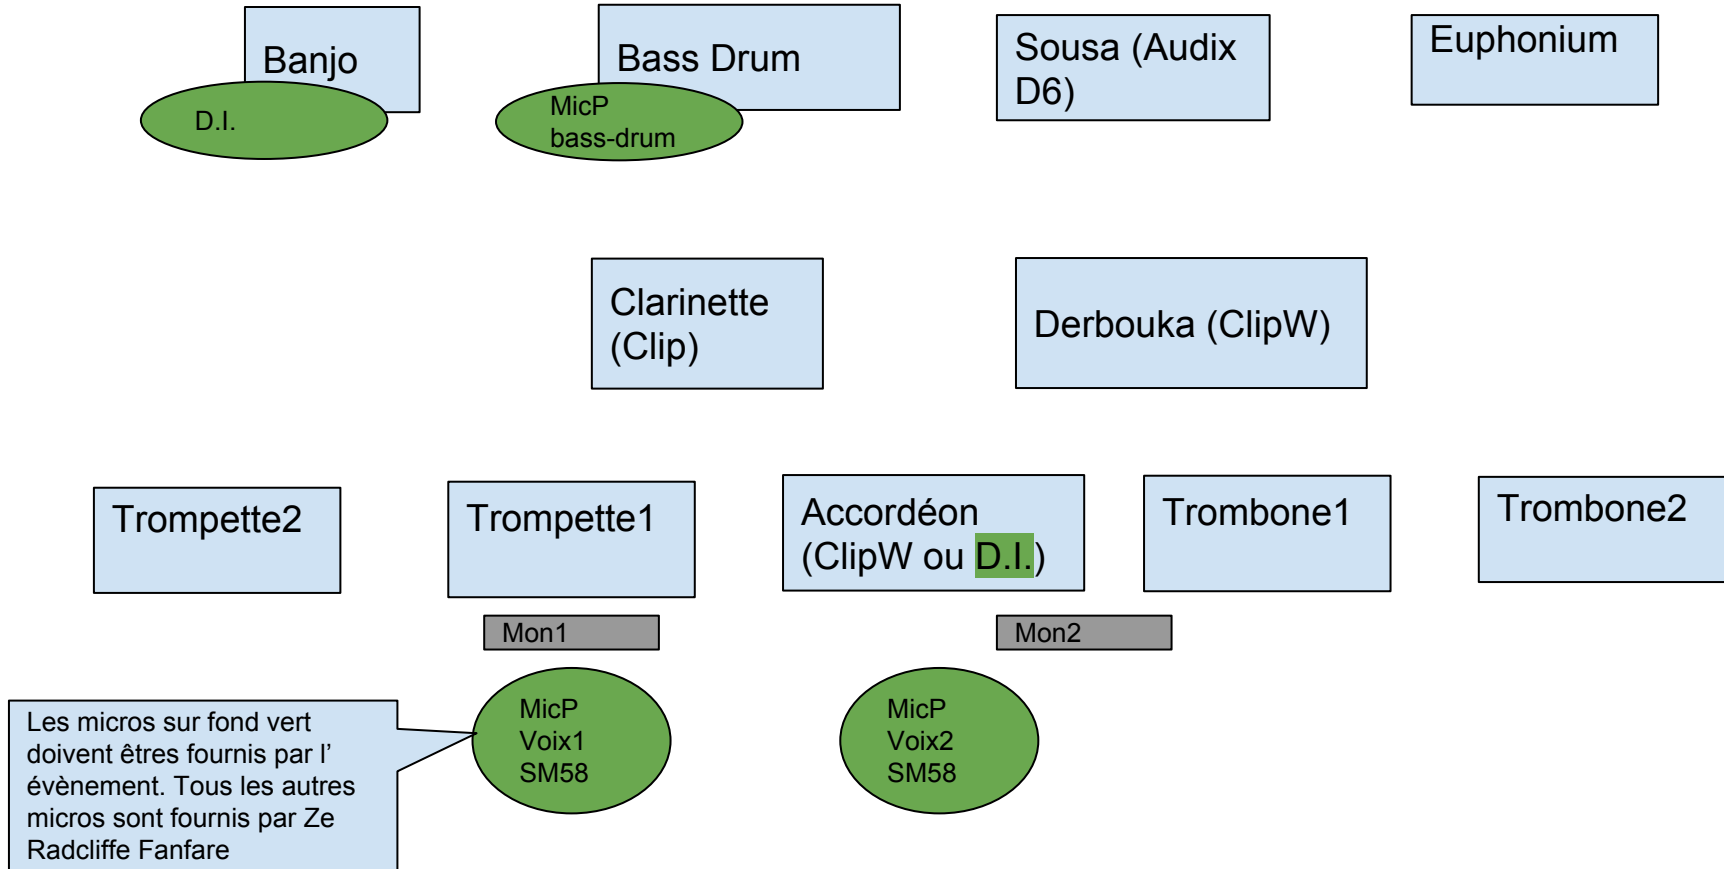 Banjo
D.I.
Bass Drum
MicP
bass-drum
Sousa (Audix
D6)
Euphonium
Clarinette
(Clip)
Derbouka (ClipW)
Trompette2
Trompette1
Accordéon
(ClipW ou D.I.)
Trombone1
Trombone2
Mon1
Mon2
MicP
Voix1
SM58
MicP
Voix2
SM58
Les micros sur fond vert
doivent êtres fournis par l’
évènement. Tous les autres
micros sont fournis par Ze
Radcliffe Fanfare